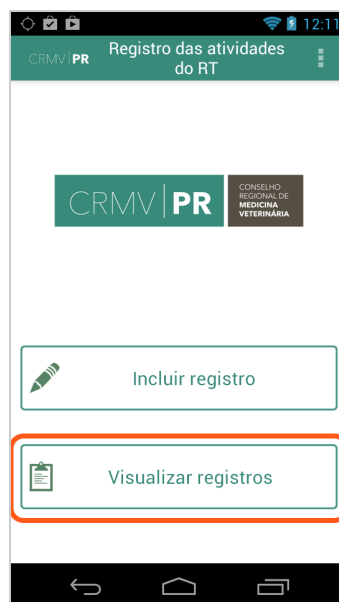 12:11
CRMV PR
Registro das atividades
do RT
CRMV PR
CONSELHO
REGIONAL DE
MEDICINA
VETERINÁRIA
Incluir registro
Visualizar registros